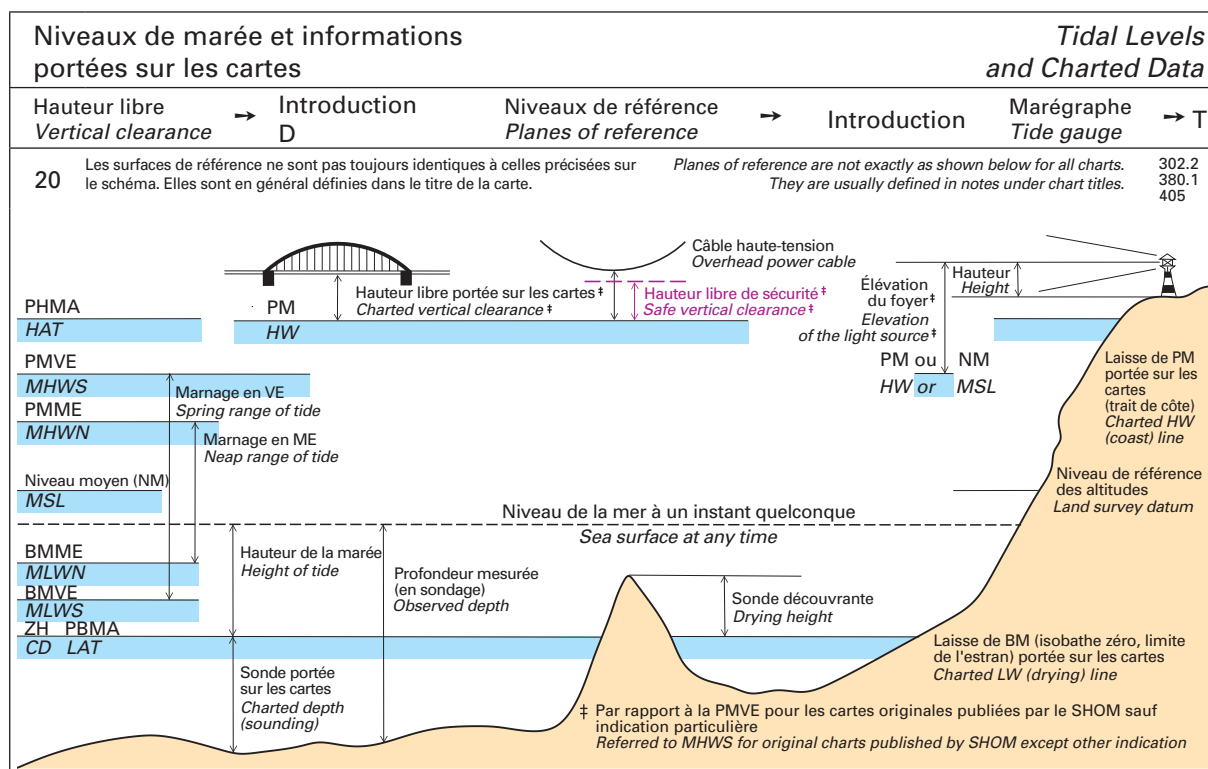 Niveaux de marée et informations
portées sur les cartes
Tidal Levels
and Charted Data
Hauteur libre
Vertical clearance
→ Introduction
D
Niveaux de référence
Planes of reference
→ Introduction
Marégraphe
Tide gauge
→ T
20
Les surfaces de référence ne sont pas toujours identiques à celles précisées sur
le schéma. Elles sont en général définies dans le titre de la carte.
Planes of reference are not exactly as shown below for all charts.
They are usually defined in notes under chart titles.
302.2
380.1
405
Câble haute-tension
Overhead power cable
Hauteur libre portée sur les cartes ‡
Charted vertical clearance ‡
Hauteur libre de sécurité ‡
Safe vertical clearance ‡
Élévation
du foyer ‡
Elevation
of the light source ‡
Hauteur
Height
PHMA
HAT
PM
HW
PMVE
MHWS
Marnage en VE
Spring range of tide
PM ou NM
HW or MSL
Laisse de PM
portée sur les
cartes
(trait de côte)
Charted HW
(coast) line
PMME
MHWN
Marnage en ME
Neap range of tide
Niveau moyen (NM)
MSL
Niveau de référence
des altitudes
Land survey datum
Niveau de la mer à un instant quelconque
Sea surface at any time
BMME
MLWN
Hauteur de la marée
Height of tide
Profondeur mesurée
(en sondage)
Observed depth
BMVE
MLWS
Sonde découvrante
Drying height
ZH PBMA
CD LAT
Laisse de BM (isobathe zéro, limite
de l'estran) portée sur les cartes
Charted LW (drying) line
Sonde portée
sur les cartes
Charted depth
(sounding)
‡ Par rapport à la PMVE pour les cartes originales publiées par le SHOM sauf
indication particulière
Referred to MHWS for original charts published by SHOM except other indication